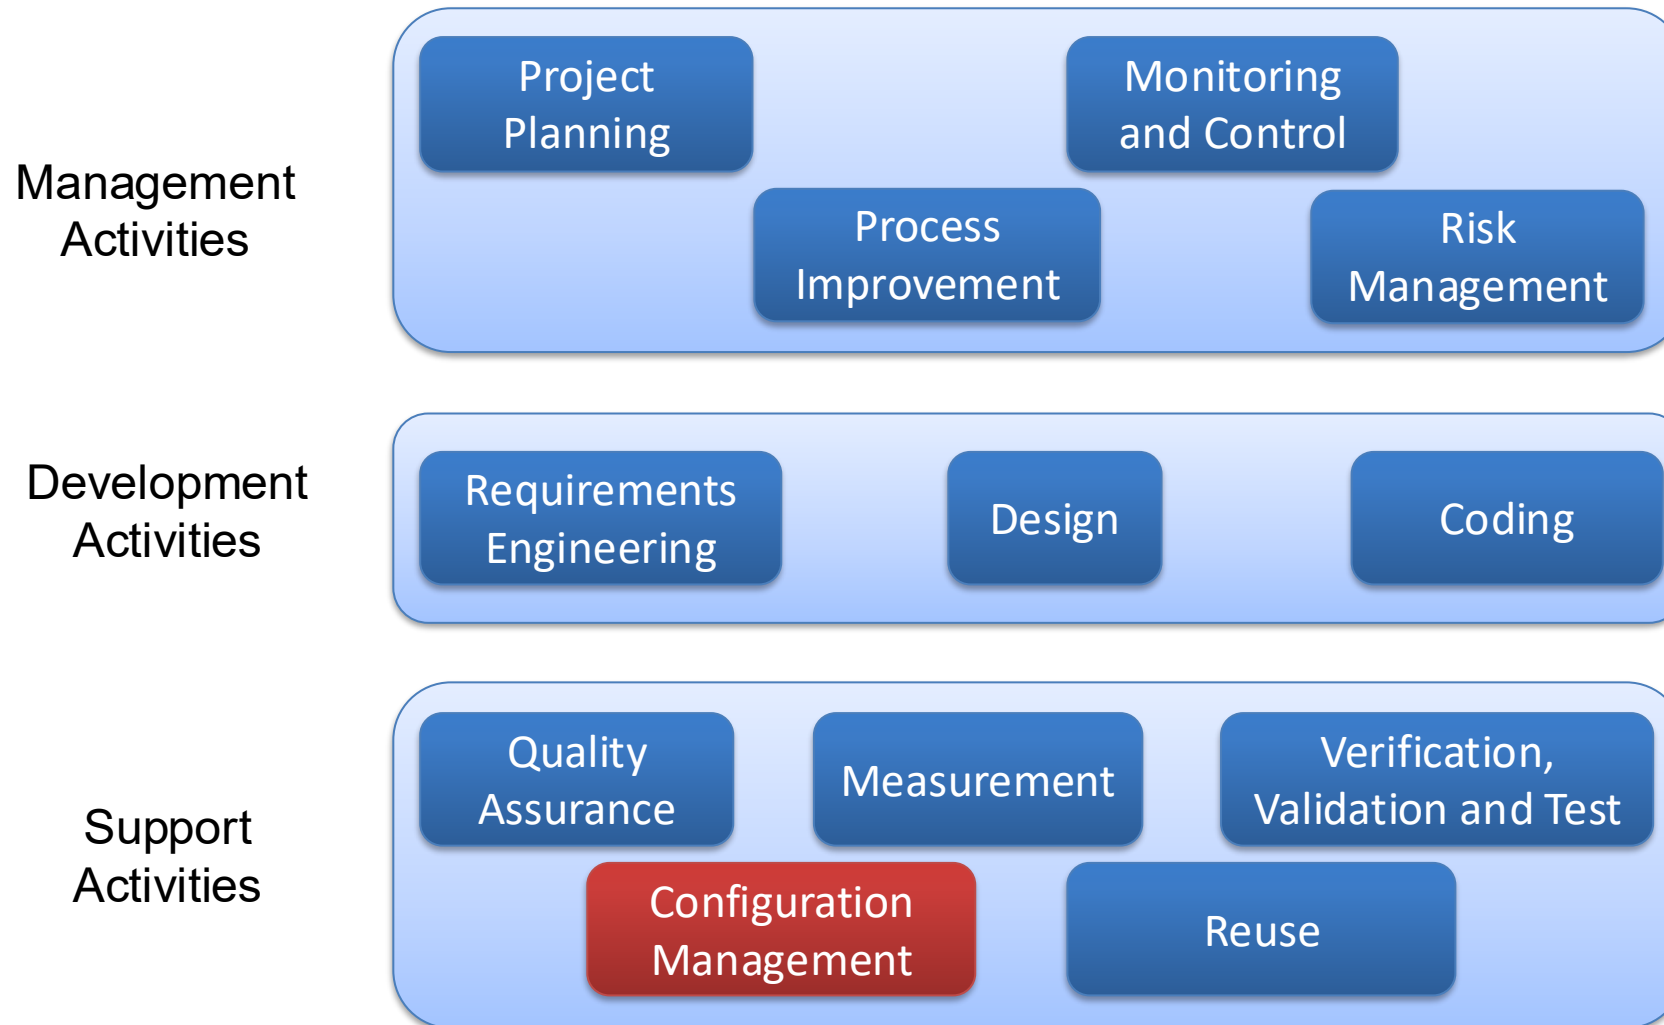 Management
Activities
Project
Planning
Monitoring
and Control
Process
Improvement
Risk
Management
Development
Activities
Requirements
Engineering
Design
Coding
Support
Activities
Quality
Assurance
Measurement
Verification,
Validation and Test
Configuration
Management
Reuse